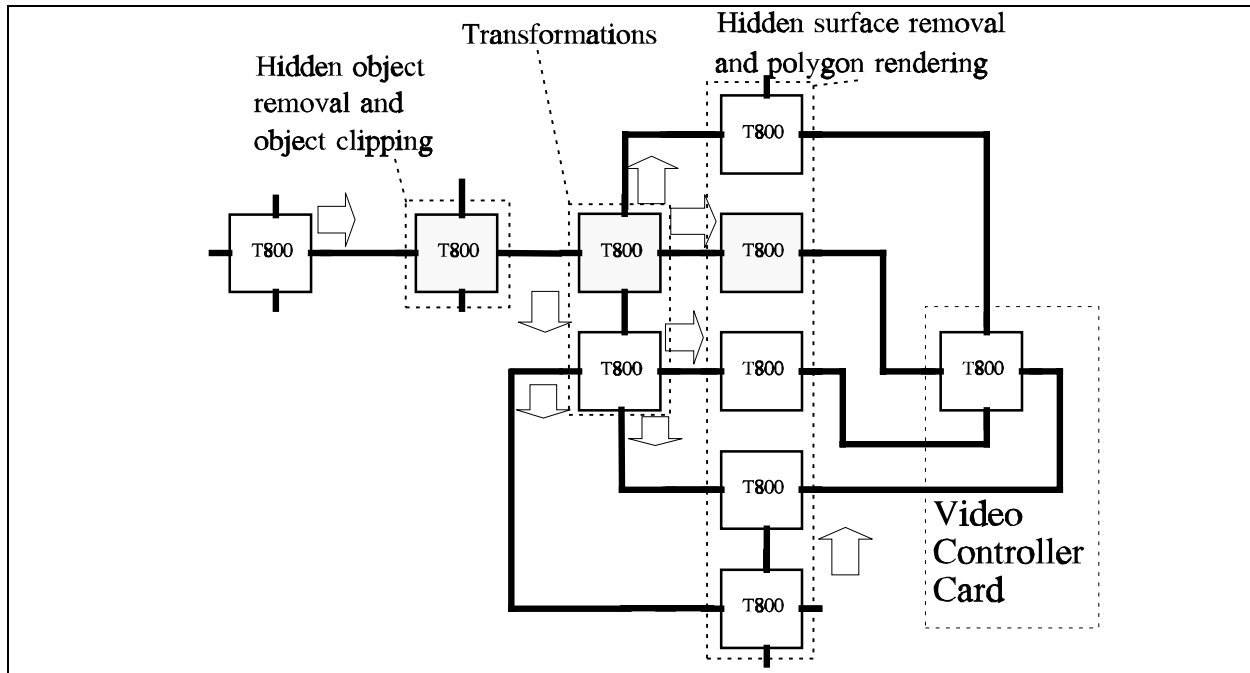 Transformations
Hidden surface removal
and polygon rendering
Hidden object
removal and
object clipping
T800
T800
T800
T800
T800
T800
T800
T800
T800
T800
Video
Controller
Card